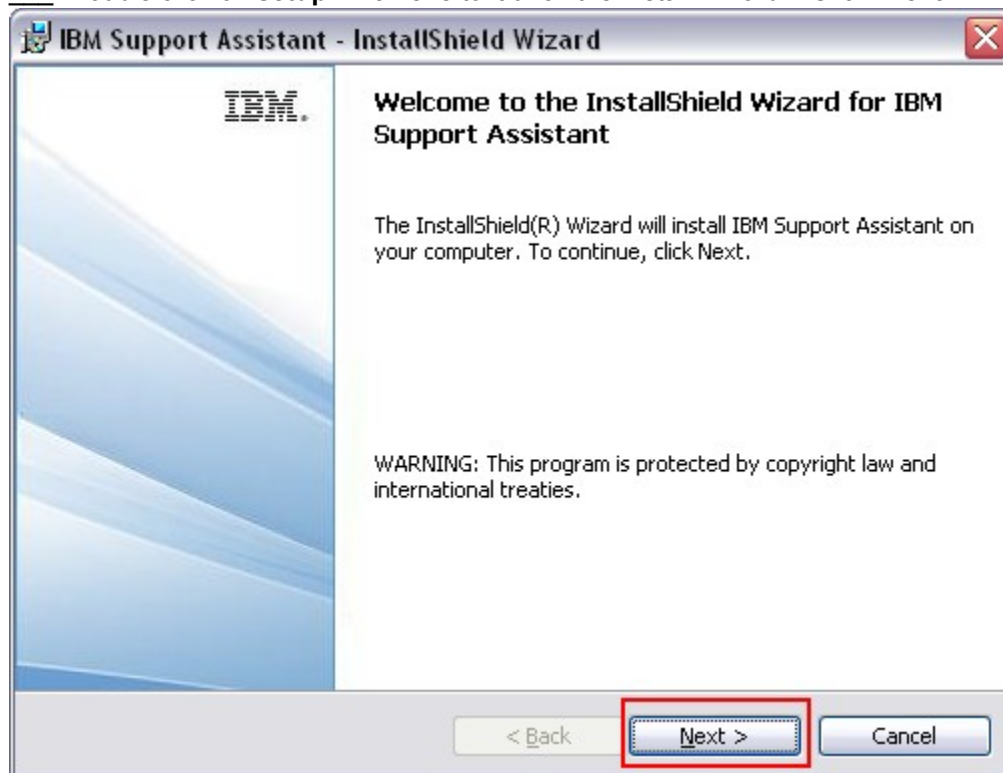 IBM Support Assistant - InstallShield Wizard
IBM.
Welcome to the InstallShield Wizard for IBM
Support Assistant
The InstallShield(R) Wizard will install IBM Support Assistant on
your computer. To continue, click Next.
WARNING: This program is protected by copyright law and
international treaties.
< Back
Next >
Cancel